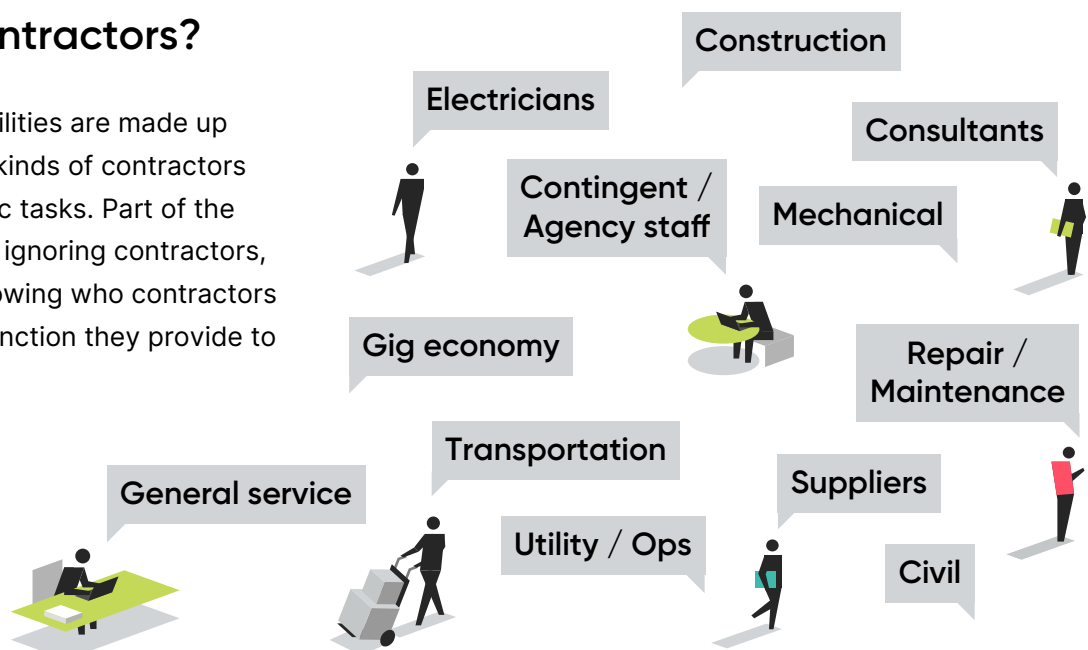 ntractors?
ilities are made up
kinds of contractors
c tasks. Part of the
ignoring contractors,
owing who contractors
nction they provide to
Construction
Electricians
Consultants
Contingent /
Agency staff
Mechanical
Gig economy
Repair /
Maintenance
Transportation
General service
Suppliers
Utility / Ops
Civil